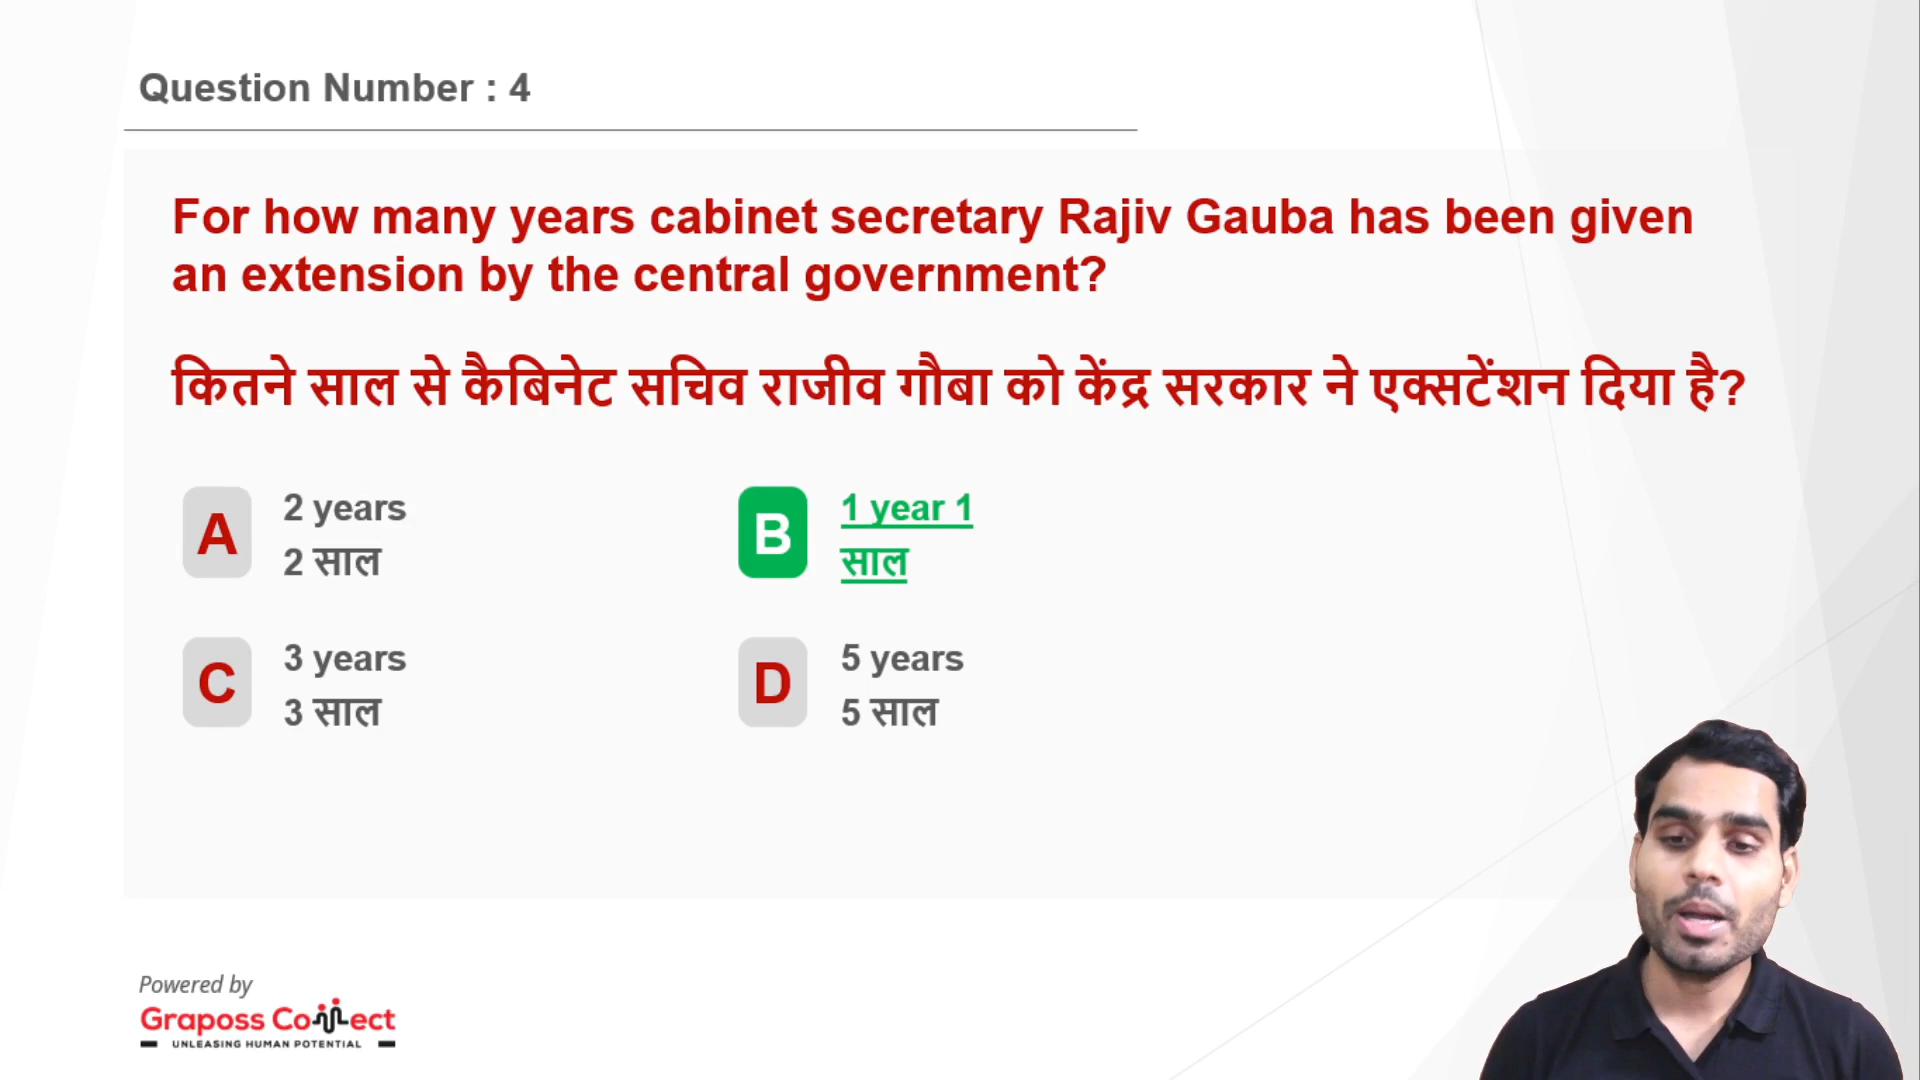 Question Number : 4
For how many years cabinet secretary Rajiv Gauba has been given
an extension by the central government?
कितने साल से कैबिनेट सचिव राजीव गौबा को केंद्र सरकार ने एक्सटेंशन दिया है?
A
2 years
2 साल
B
1 year 1
साल
C
3 years
3 साल
D
5 years
5 साल
Powered by
Graposs Connect
UNLEASING HUMAN POTENTIAL